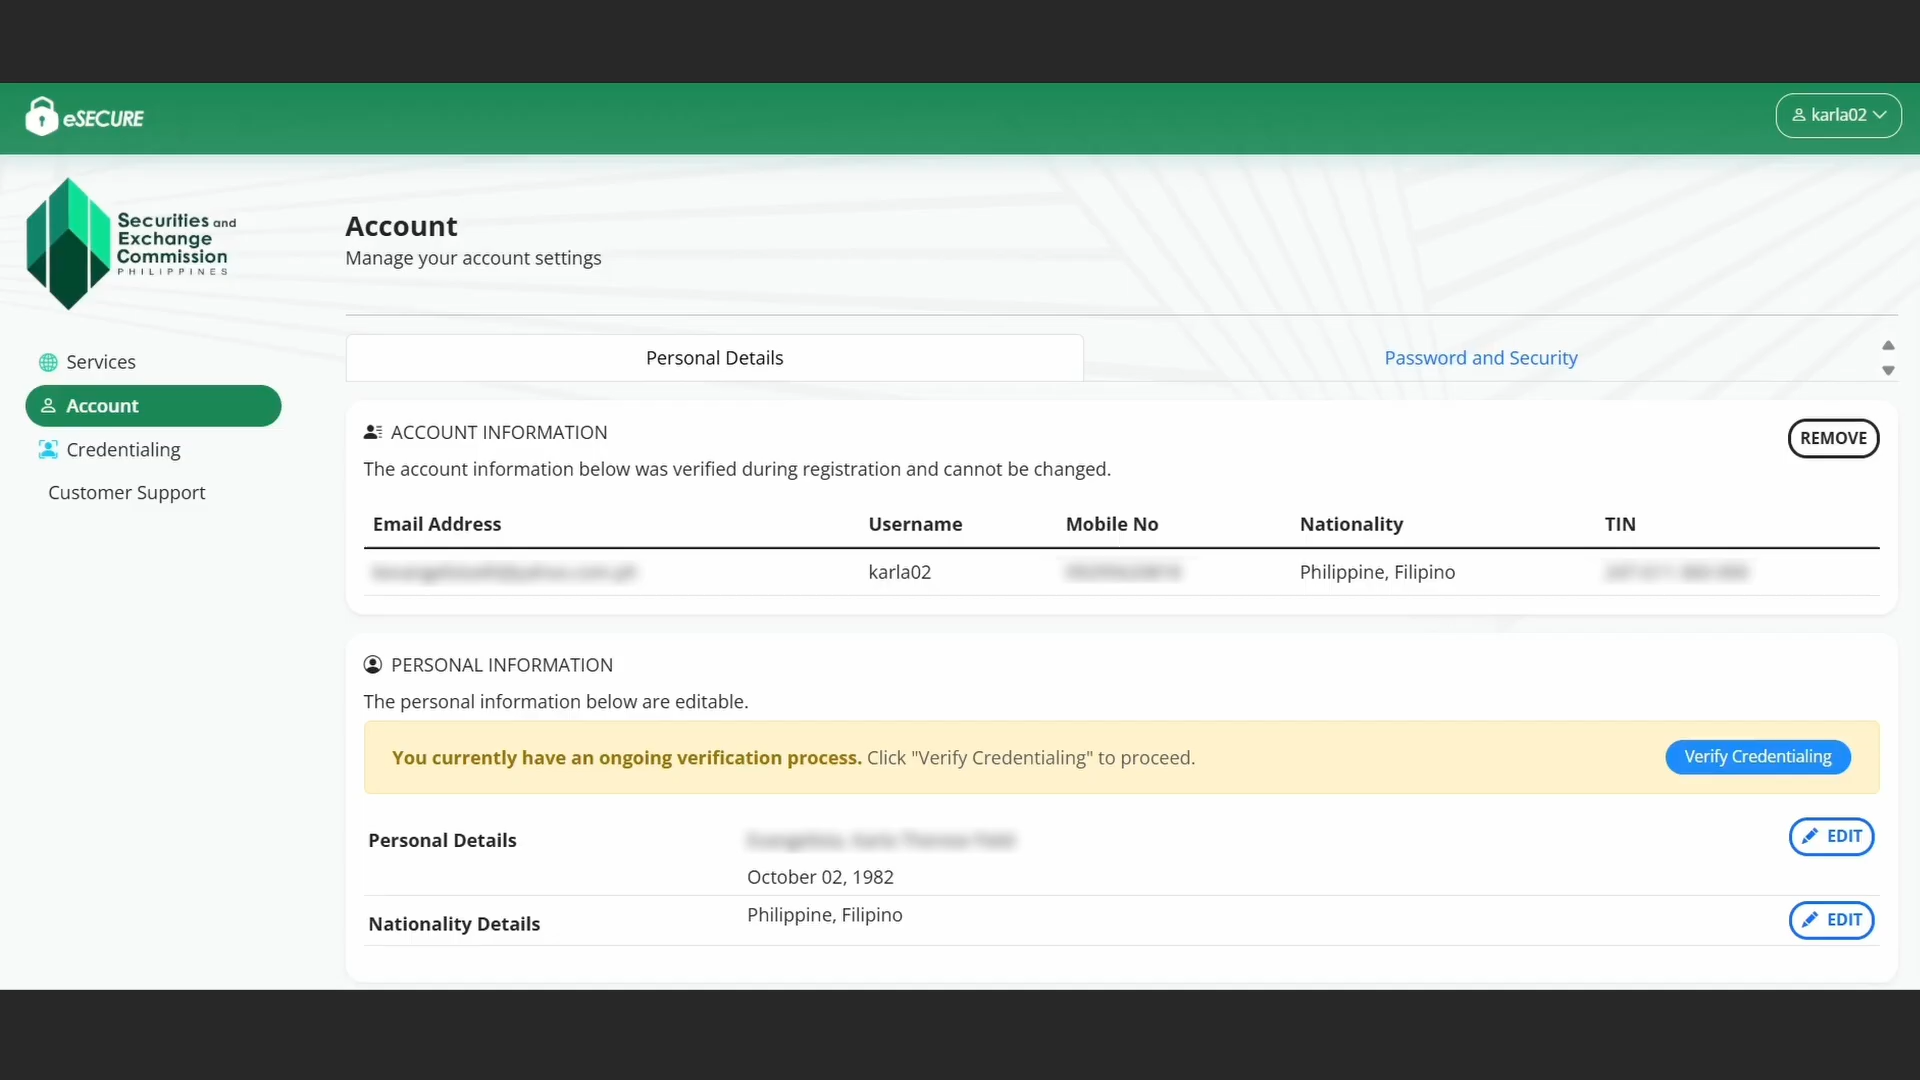 eSECURE
karla02
Securities and
Exchange
Commission
PHILIPPINES
Account
Manage your account settings
Services
Account
Credentialing
Customer Support
Personal Details
Password and Security
ACCOUNT INFORMATION
REMOVE
The account information below was verified during registration and cannot be changed.
Email Address Username Mobile No Nationality TIN
karla02 Philippine, Filipino
PERSONAL INFORMATION
The personal information below are editable.
You currently have an ongoing verification process. Click "Verify Credentialing" to proceed.
Verify Credentialing
Personal Details
EDIT
October 02, 1982
Nationality Details
Philippine, Filipino
EDIT